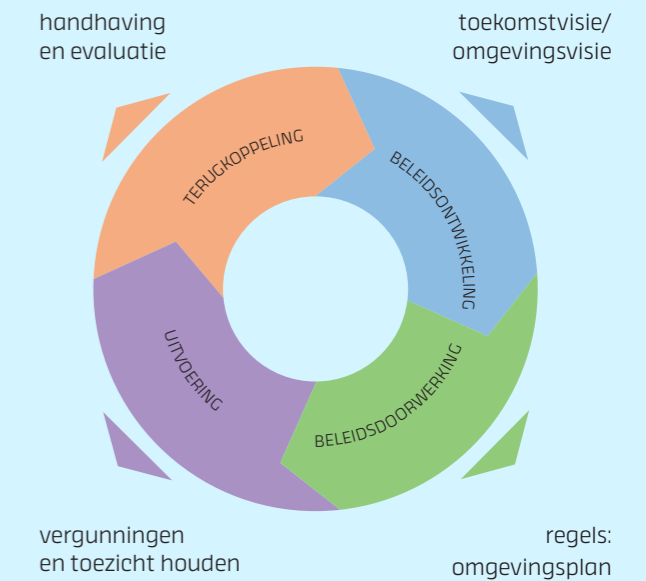 handhaving
en evaluatie
toekomstvisie/
omgevingsvisie
TERUGKOPPELING
BELEIDSONTWIKKELING
UITVOERING
BELEIDSDOORWERKING
vergunningen
en toezicht houden
regels:
omgevingsplan